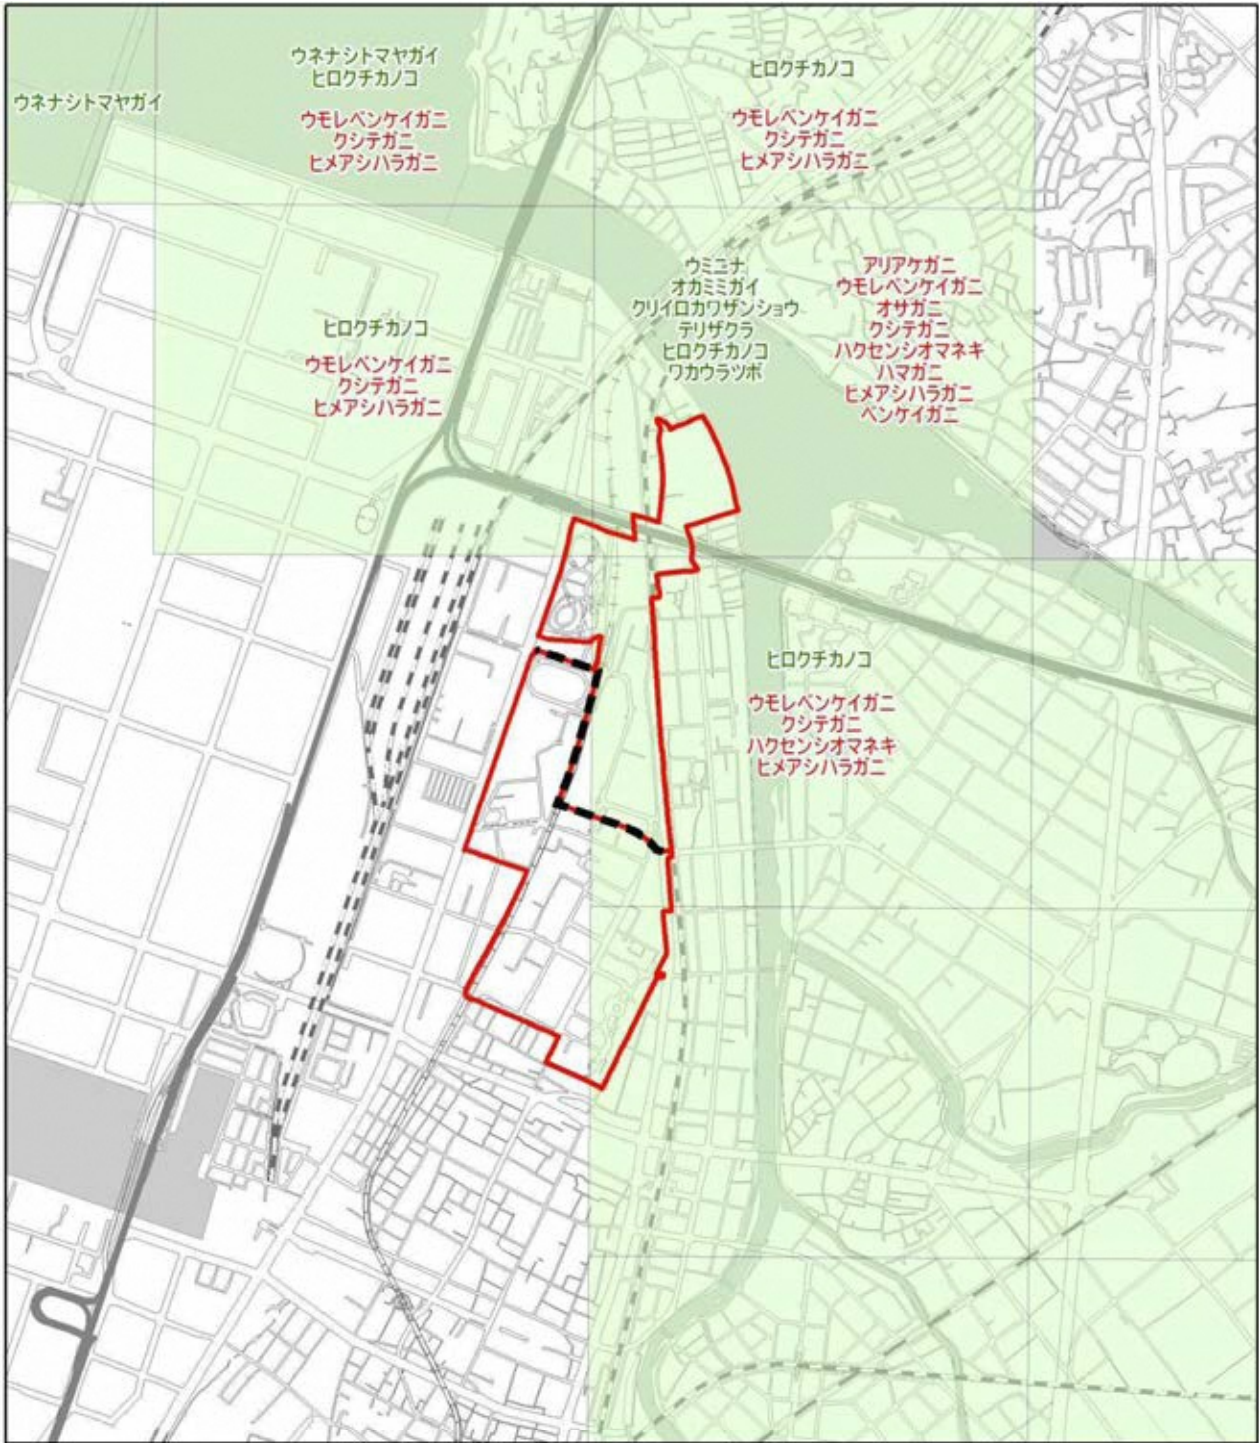 ウネナシトマヤガイ
ウネナシトマヤガイ
ヒロクチカノコ
ウモレベンケイガニ
クシテガニ
ヒメアシハラガニ
ヒロクチカノコ
ウモレベンケイガニ
クシテガニ
ヒメアシハラガニ
ヒロクチカノコ
ウモレベンケイガニ
クシテガニ
ヒメアシハラガニ
ウミニナ
オカミミガイ
クリイロカワザンショウ
テリザクラ
ヒロクチカノコ
ワカウラツボ
アリアケガニ
ウモレベンケイガニ
オサガニ
クシテガニ
ハクセンシオマネキ
ハマガニ
ヒメアシハラガニ
ベンケイガニ
ヒロクチカノコ
ウモレベンケイガニ
クシテガニ
ハクセンシオマネキ
ヒメアシハラガニ